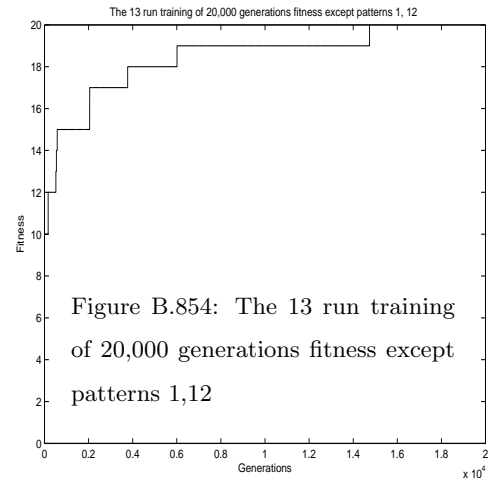 The 13 run training of 20,000 generations fitness except patterns 1, 12
20
18
16
14
12
10
8
6
4
2
0
Fitness
Figure B.854: The 13 run training
of 20,000 generations fitness except
patterns 1,12
0 0.2 0.4 0.6 0.8 1 1.2 1.4 1.6 1.8 2
Generations
x 10^4